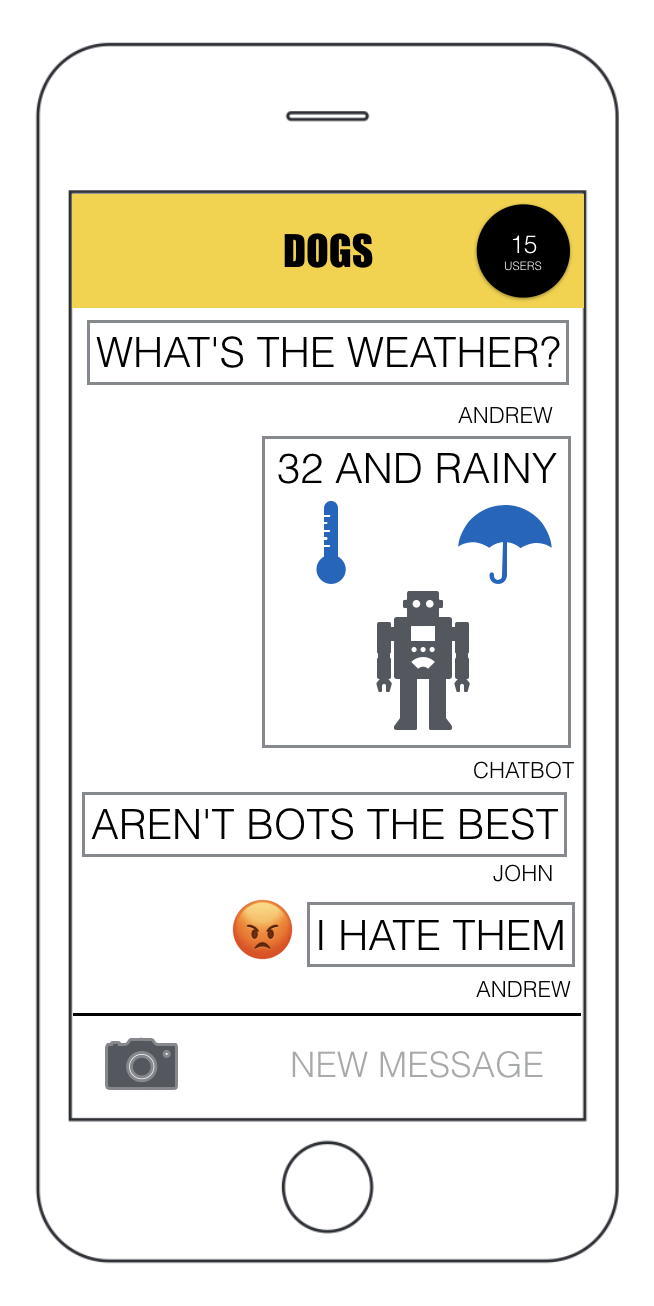 DOGS
15
USERS
WHAT'S THE WEATHER?
ANDREW
32 AND RAINY
CHATBOT
AREN'T BOTS THE BEST
JOHN
I HATE THEM
ANDREW
NEW MESSAGE